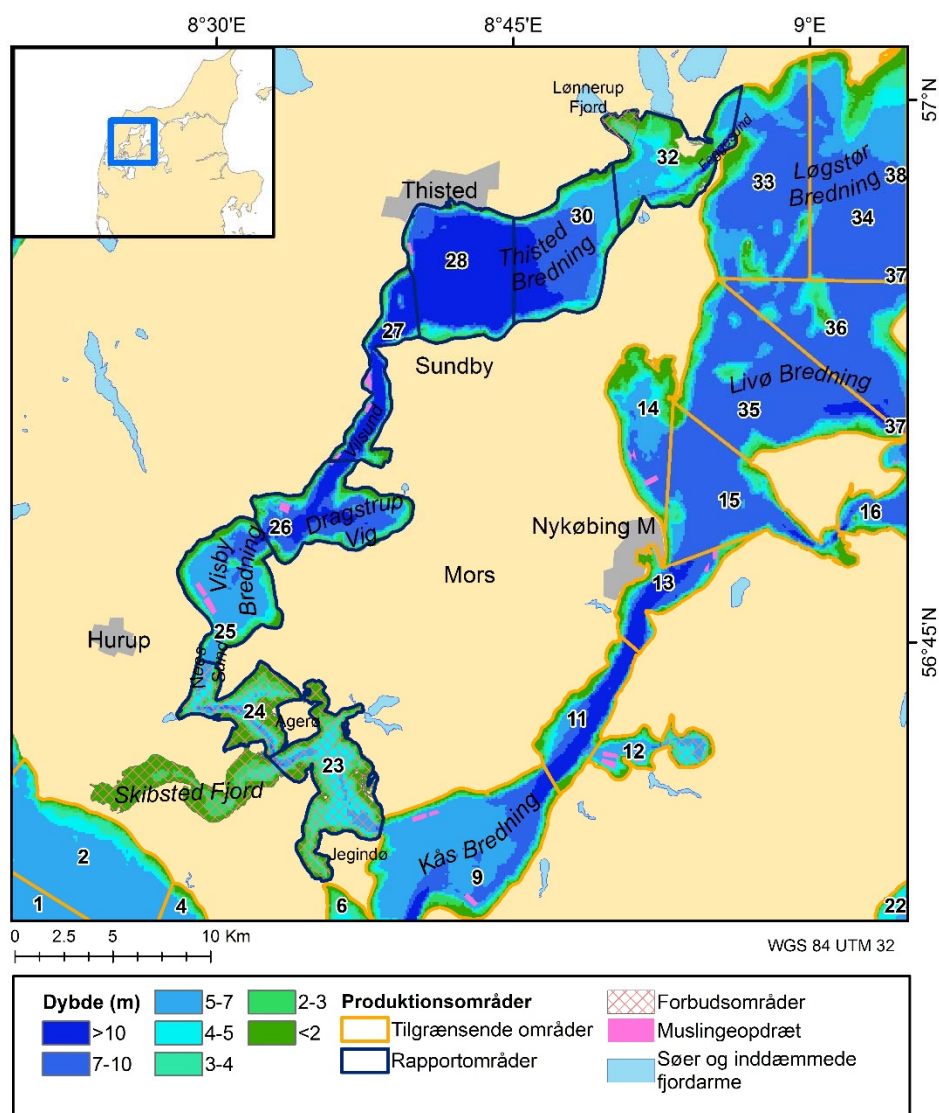 8°30'E
8°45'E
9°E
57°N
56°45'N
Lønnerup
Fjord
32
Feggesund
33
Løgstør
Bredning
38
34
Thisted
30
28
Thisted
Bredning
37
27
36
Sundby
Livø Bredning
14
35
37
Vilsund
15
16
26
Dragstrup
Vig
Nykøbing M
Visby
Bredning
13
Mors
25
Hurup
Nees
Sund
24
Agerø
11
12
23
Skibsted Fjord
Kås Bredning
2
Jegindø
9
1
4
6
22
0 2.5 5 10 Km
WGS 84 UTM 32
Dybde (m)
>10
7-10
5-7
4-5
3-4
2-3
<2
Produktionsområder
Tilgrænsende områder
Rapportområder
Forbudsområder
Muslingeopdræt
Søer og inddæmmede
fjordarme